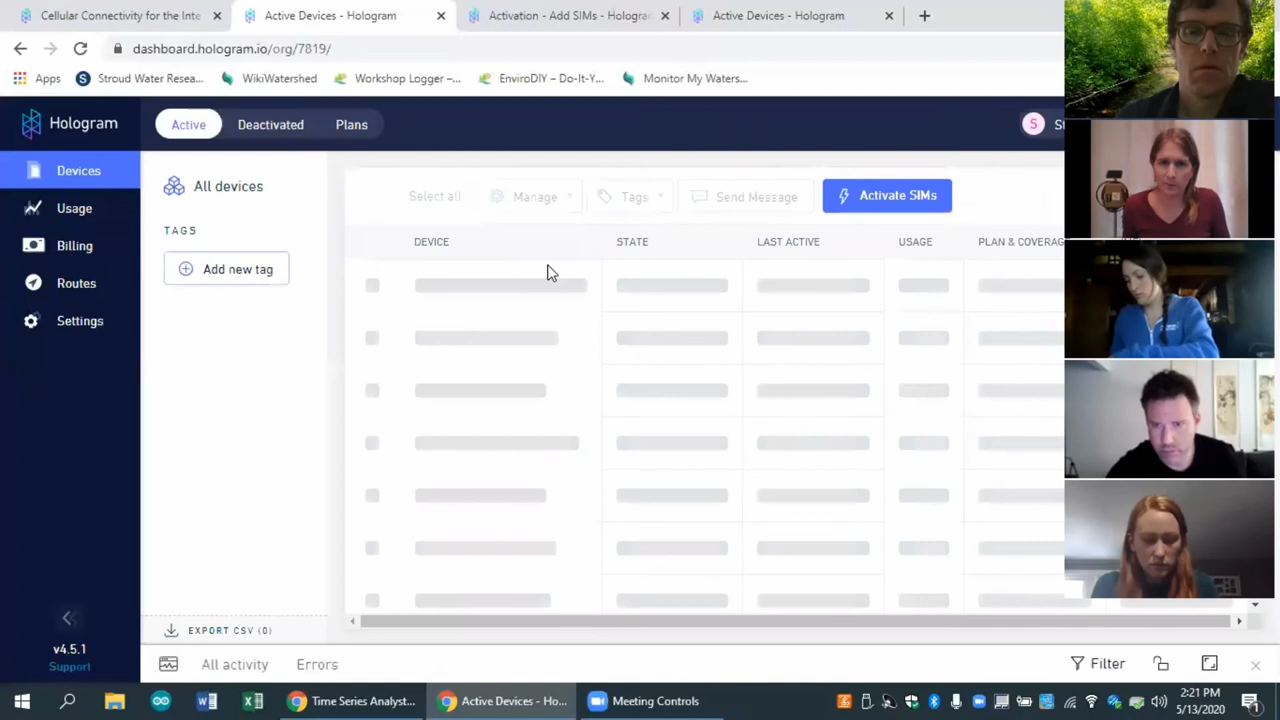 Cellular Connectivity for the Inte
Active Devices - Hologram
Activation - Add SIMs - Hologra
Active Devices - Hologram
dashboard.hologram.io/org/7819/
Apps
Stroud Water Resea...
WikiWatershed
Workshop Logger –...
EnviroDIY – Do-It-Y...
Monitor My Waters...
Hologram
Active
Deactivated
Plans
S
St
Devices
Usage
Billing
Routes
Settings
All devices
TAGS
Add new tag
Select all
Manage
Tags
Send Message
Activate SIMs
DEVICE
STATE
LAST ACTIVE
USAGE
PLAN & COVERAG
EXPORT CSV (0)
v4.5.1
Support
All activity
Errors
Filter
Time Series Analyst...
Active Devices - Ho...
Meeting Controls
2:21 PM
5/13/2020
1